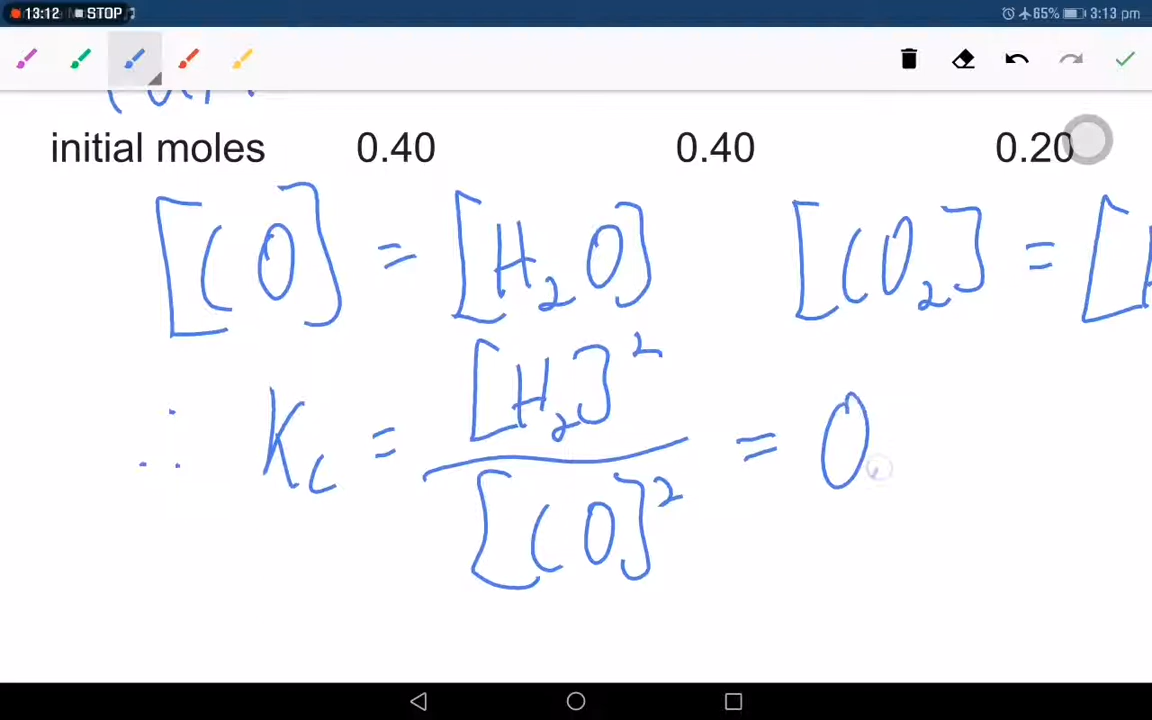 13:12 STOP 65% 3:13 pm
initial moles 0.40 0.40 0.20
[CO] = [H₂O] [CO₂] = [
∴ Kc = [H₂]² / [CO]² = 0.